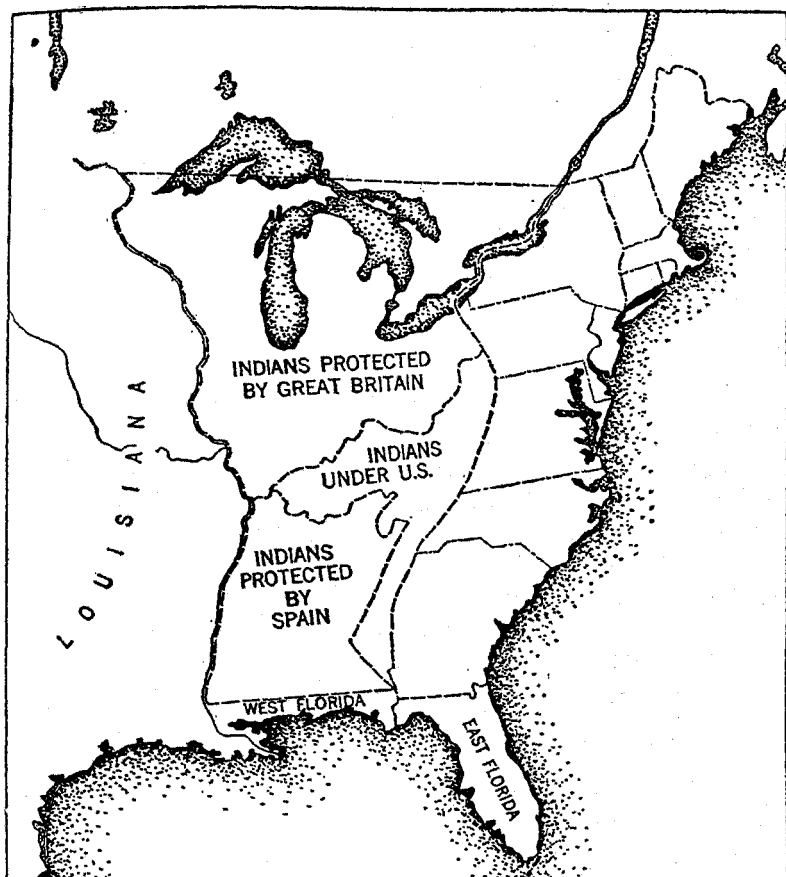 INDIANS PROTECTED
BY GREAT BRITAIN
INDIANS
UNDER U.S.
LOUISIANA
INDIANS
PROTECTED
BY
SPAIN
WEST FLORIDA
EAST FLORIDA